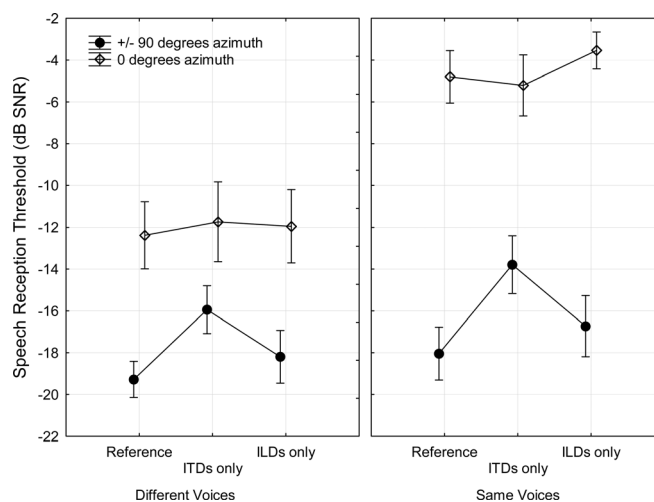 +/- 90 degrees azimuth
0 degrees azimuth
Speech Reception Threshold (dB SNR)
-2
-4
-6
-8
-10
-12
-14
-16
-18
-20
-22
Reference
ITDs only
ILDs only
Different Voices
Reference
ITDs only
ILDs only
Same Voices